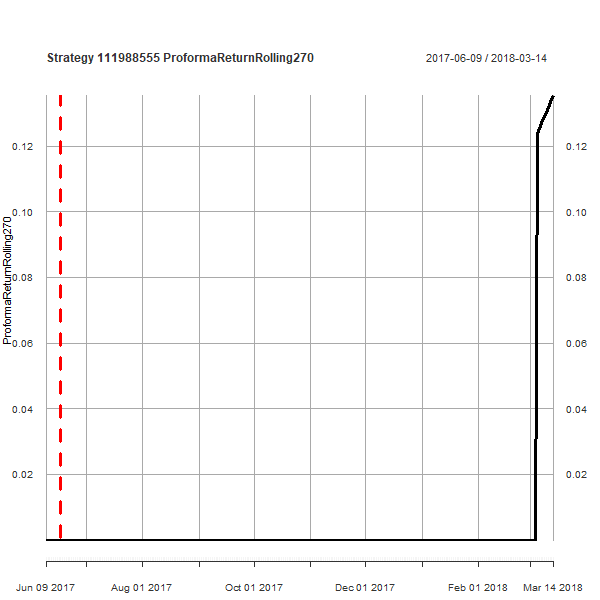 Strategy 111988555 ProformaReturnRolling270
2017-06-09 / 2018-03-14
ProformaReturnRolling270
0.12 0.12
0.10 0.10
0.08 0.08
0.06 0.06
0.04 0.04
0.02 0.02
Jun 09 2017 Aug 01 2017 Oct 01 2017 Dec 01 2017 Feb 01 2018 Mar 14 2018